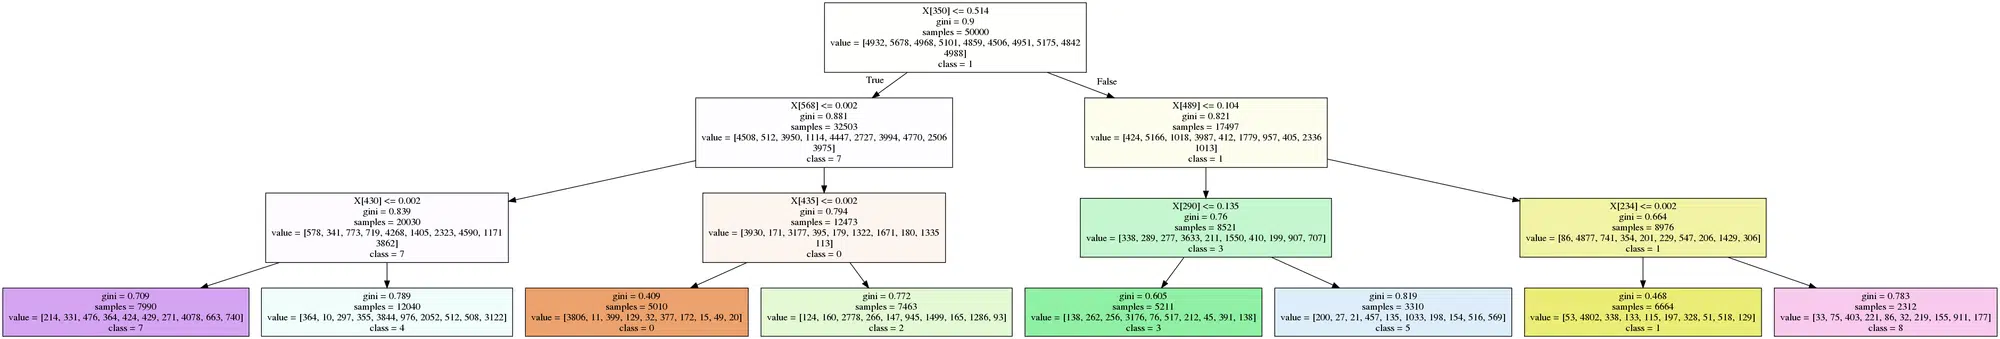 X[350] <= 0.514
gini = 0.9
samples = 50000
value = [4932, 5678, 4968, 5101, 4859, 4506, 4951, 5175, 4842
4988]
class = 1
True
False
X[568] <= 0.002
gini = 0.881
samples = 32503
value = [4508, 512, 3950, 1114, 4447, 2727, 3994, 4770, 2506
3975]
class = 7
X[489] <= 0.104
gini = 0.821
samples = 17497
value = [424, 5166, 1018, 3987, 412, 1779, 957, 405, 2336
1013]
class = 1
X[430] <= 0.002
gini = 0.839
samples = 20030
value = [578, 341, 773, 719, 4268, 1405, 2323, 4590, 1171
3862]
class = 7
X[435] <= 0.002
gini = 0.794
samples = 12473
value = [3930, 171, 3177, 395, 179, 1322, 1671, 180, 1335
113]
class = 0
X[290] <= 0.135
gini = 0.76
samples = 8521
value = [338, 289, 277, 3633, 211, 1550, 410, 199, 907, 707]
class = 3
X[234] <= 0.002
gini = 0.664
samples = 8976
value = [86, 4877, 741, 354, 201, 229, 547, 206, 1429, 306]
class = 1
gini = 0.709
samples = 7990
value = [214, 331, 476, 364, 424, 429, 271, 4078, 663, 740]
class = 7
gini = 0.789
samples = 12040
value = [364, 10, 297, 355, 3844, 976, 2052, 512, 508, 3122]
class = 4
gini = 0.409
samples = 5010
value = [3806, 11, 399, 129, 32, 377, 172, 15, 49, 20]
class = 0
gini = 0.772
samples = 7463
value = [124, 160, 2778, 266, 147, 945, 1499, 165, 1286, 93]
class = 2
gini = 0.605
samples = 5211
value = [138, 262, 256, 3176, 76, 517, 212, 45, 391, 138]
class = 3
gini = 0.819
samples = 3310
value = [200, 27, 21, 457, 135, 1033, 198, 154, 516, 569]
class = 5
gini = 0.468
samples = 6664
value = [53, 4802, 338, 133, 115, 197, 328, 51, 518, 129]
class = 1
gini = 0.783
samples = 2312
value = [33, 75, 403, 221, 86, 32, 219, 155, 911, 177]
class = 8